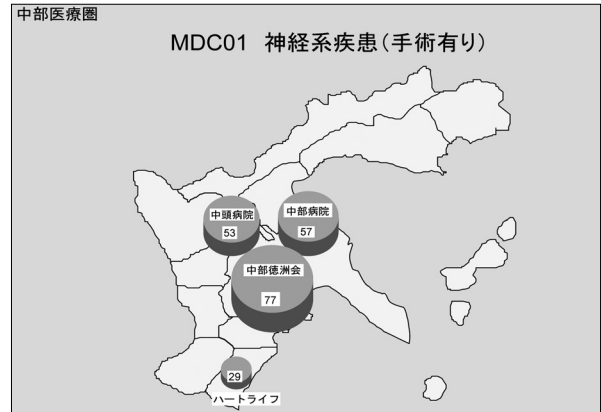 中部医療圏
MDC01　神経系疾患（手術有り）
中頭病院
53
中部病院
57
中部徳洲会
77
29
ハートライフ